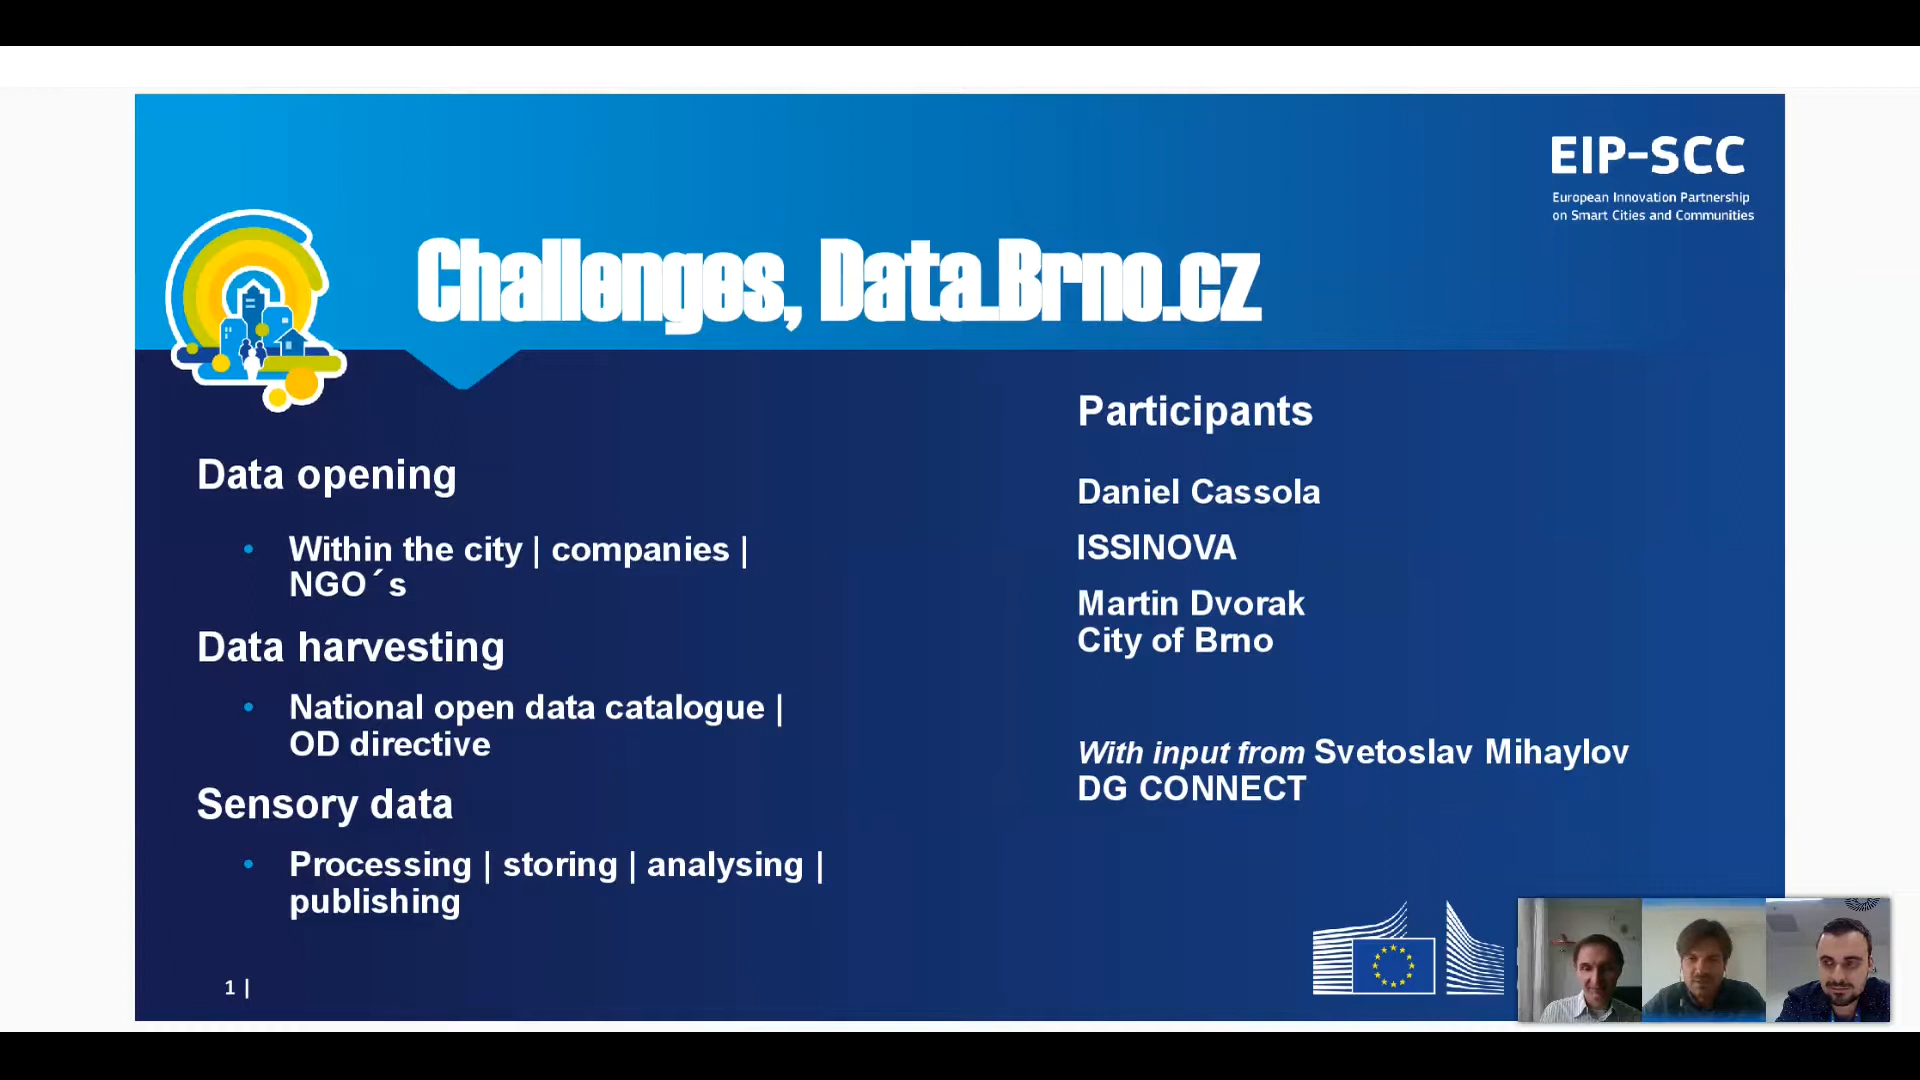 EIP-SCC
European Innovation Partnership
on Smart Cities and Communities
Challenges, Data.Brno.cz
Data opening
• Within the city | companies |
NGO´s
Data harvesting
• National open data catalogue |
OD directive
Sensory data
• Processing | storing | analysing |
publishing
Participants
Daniel Cassola
ISSINOVA
Martin Dvorak
City of Brno
With input from Svetoslav Mihaylov
DG CONNECT
1 |